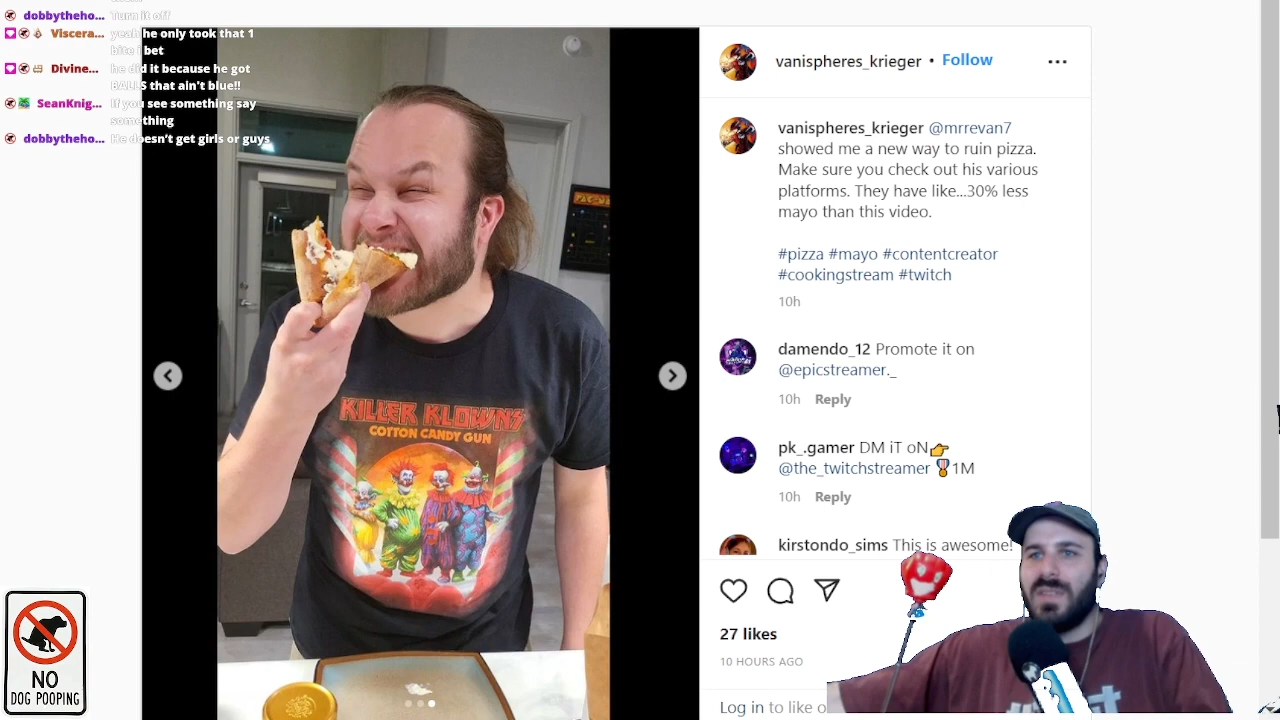 dobbytheho... Turn it off
Viscera... yeah he only took that 1
bite i bet
Divine... he did it because he got
BALLS that ain't blue!!
SeanKnig... If you see something say
something
dobbytheho... He doesn't get girls or guys
KILLER KLOWNS
COTTON CANDY GUN
NO
DOG POOPING
vanispheres_krieger • Follow
vanispheres_krieger @mrrevan7
showed me a new way to ruin pizza.
Make sure you check out his various
platforms. They have like...30% less
mayo than this video.
#pizza #mayo #contentcreator
#cookingstream #twitch
10h
damendo_12 Promote it on
@epicstreamer._
10h Reply
pk_.gamer DM iT oN👉
@the_twitchstreamer 🎖1M
10h Reply
kirstondo_sims This is awesome!
27 likes
10 HOURS AGO
Log in to like o